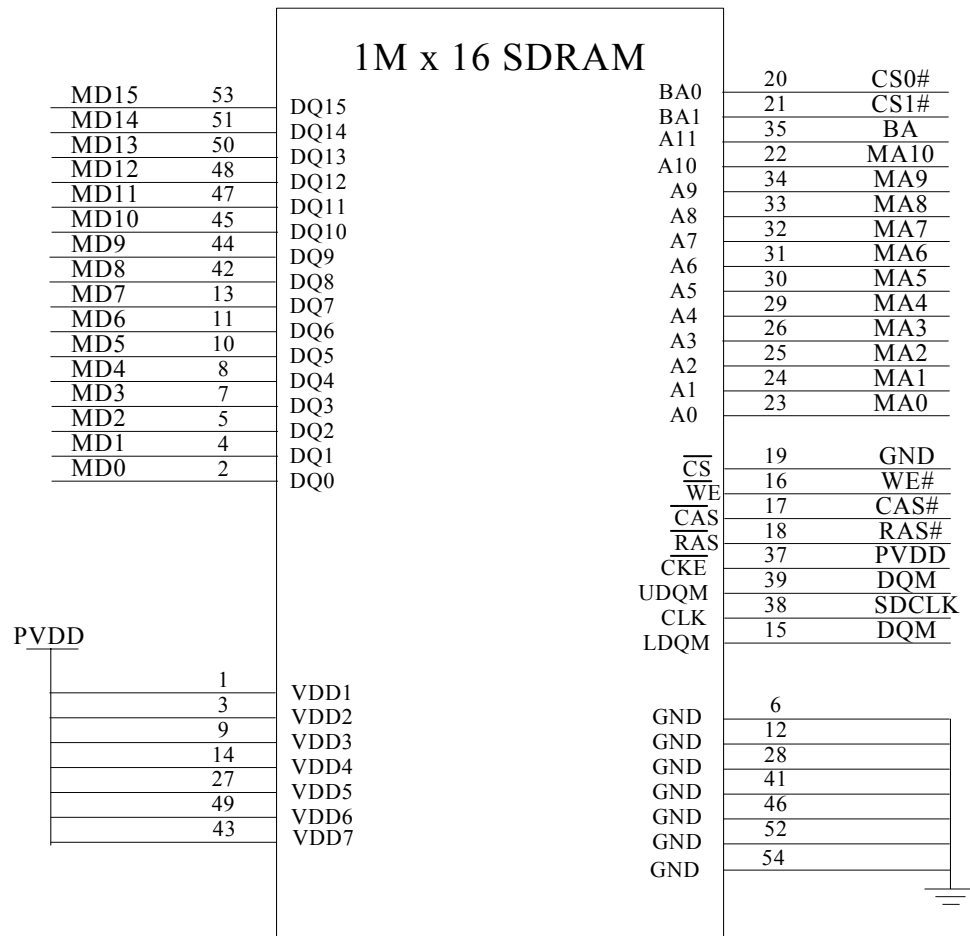 1M x 16 SDRAM
MD15 53 DQ15
MD14 51 DQ14
MD13 50 DQ13
MD12 48 DQ12
MD11 47 DQ11
MD10 45 DQ10
MD9 44 DQ9
MD8 42 DQ8
MD7 13 DQ7
MD6 11 DQ6
MD5 10 DQ5
MD4 8 DQ4
MD3 7 DQ3
MD2 5 DQ2
MD1 4 DQ1
MD0 2 DQ0
BA0 20 CS0#
BA1 21 CS1#
A11 35 BA
A10 22 MA10
A9 34 MA9
A8 33 MA8
A7 32 MA7
A6 31 MA6
A5 30 MA5
A4 29 MA4
A3 26 MA3
A2 25 MA2
A1 24 MA1
A0 23 MA0
CS 19 GND
WE 16 WE#
CAS 17 CAS#
RAS 18 RAS#
CKE 37 PVDD
UDQM 39 DQM
CLK 38 SDCLK
LDQM 15 DQM
PVDD
1 VDD1
3 VDD2
9 VDD3
14 VDD4
27 VDD5
49 VDD6
43 VDD7
GND 6
GND 12
GND 28
GND 41
GND 46
GND 52
GND 54